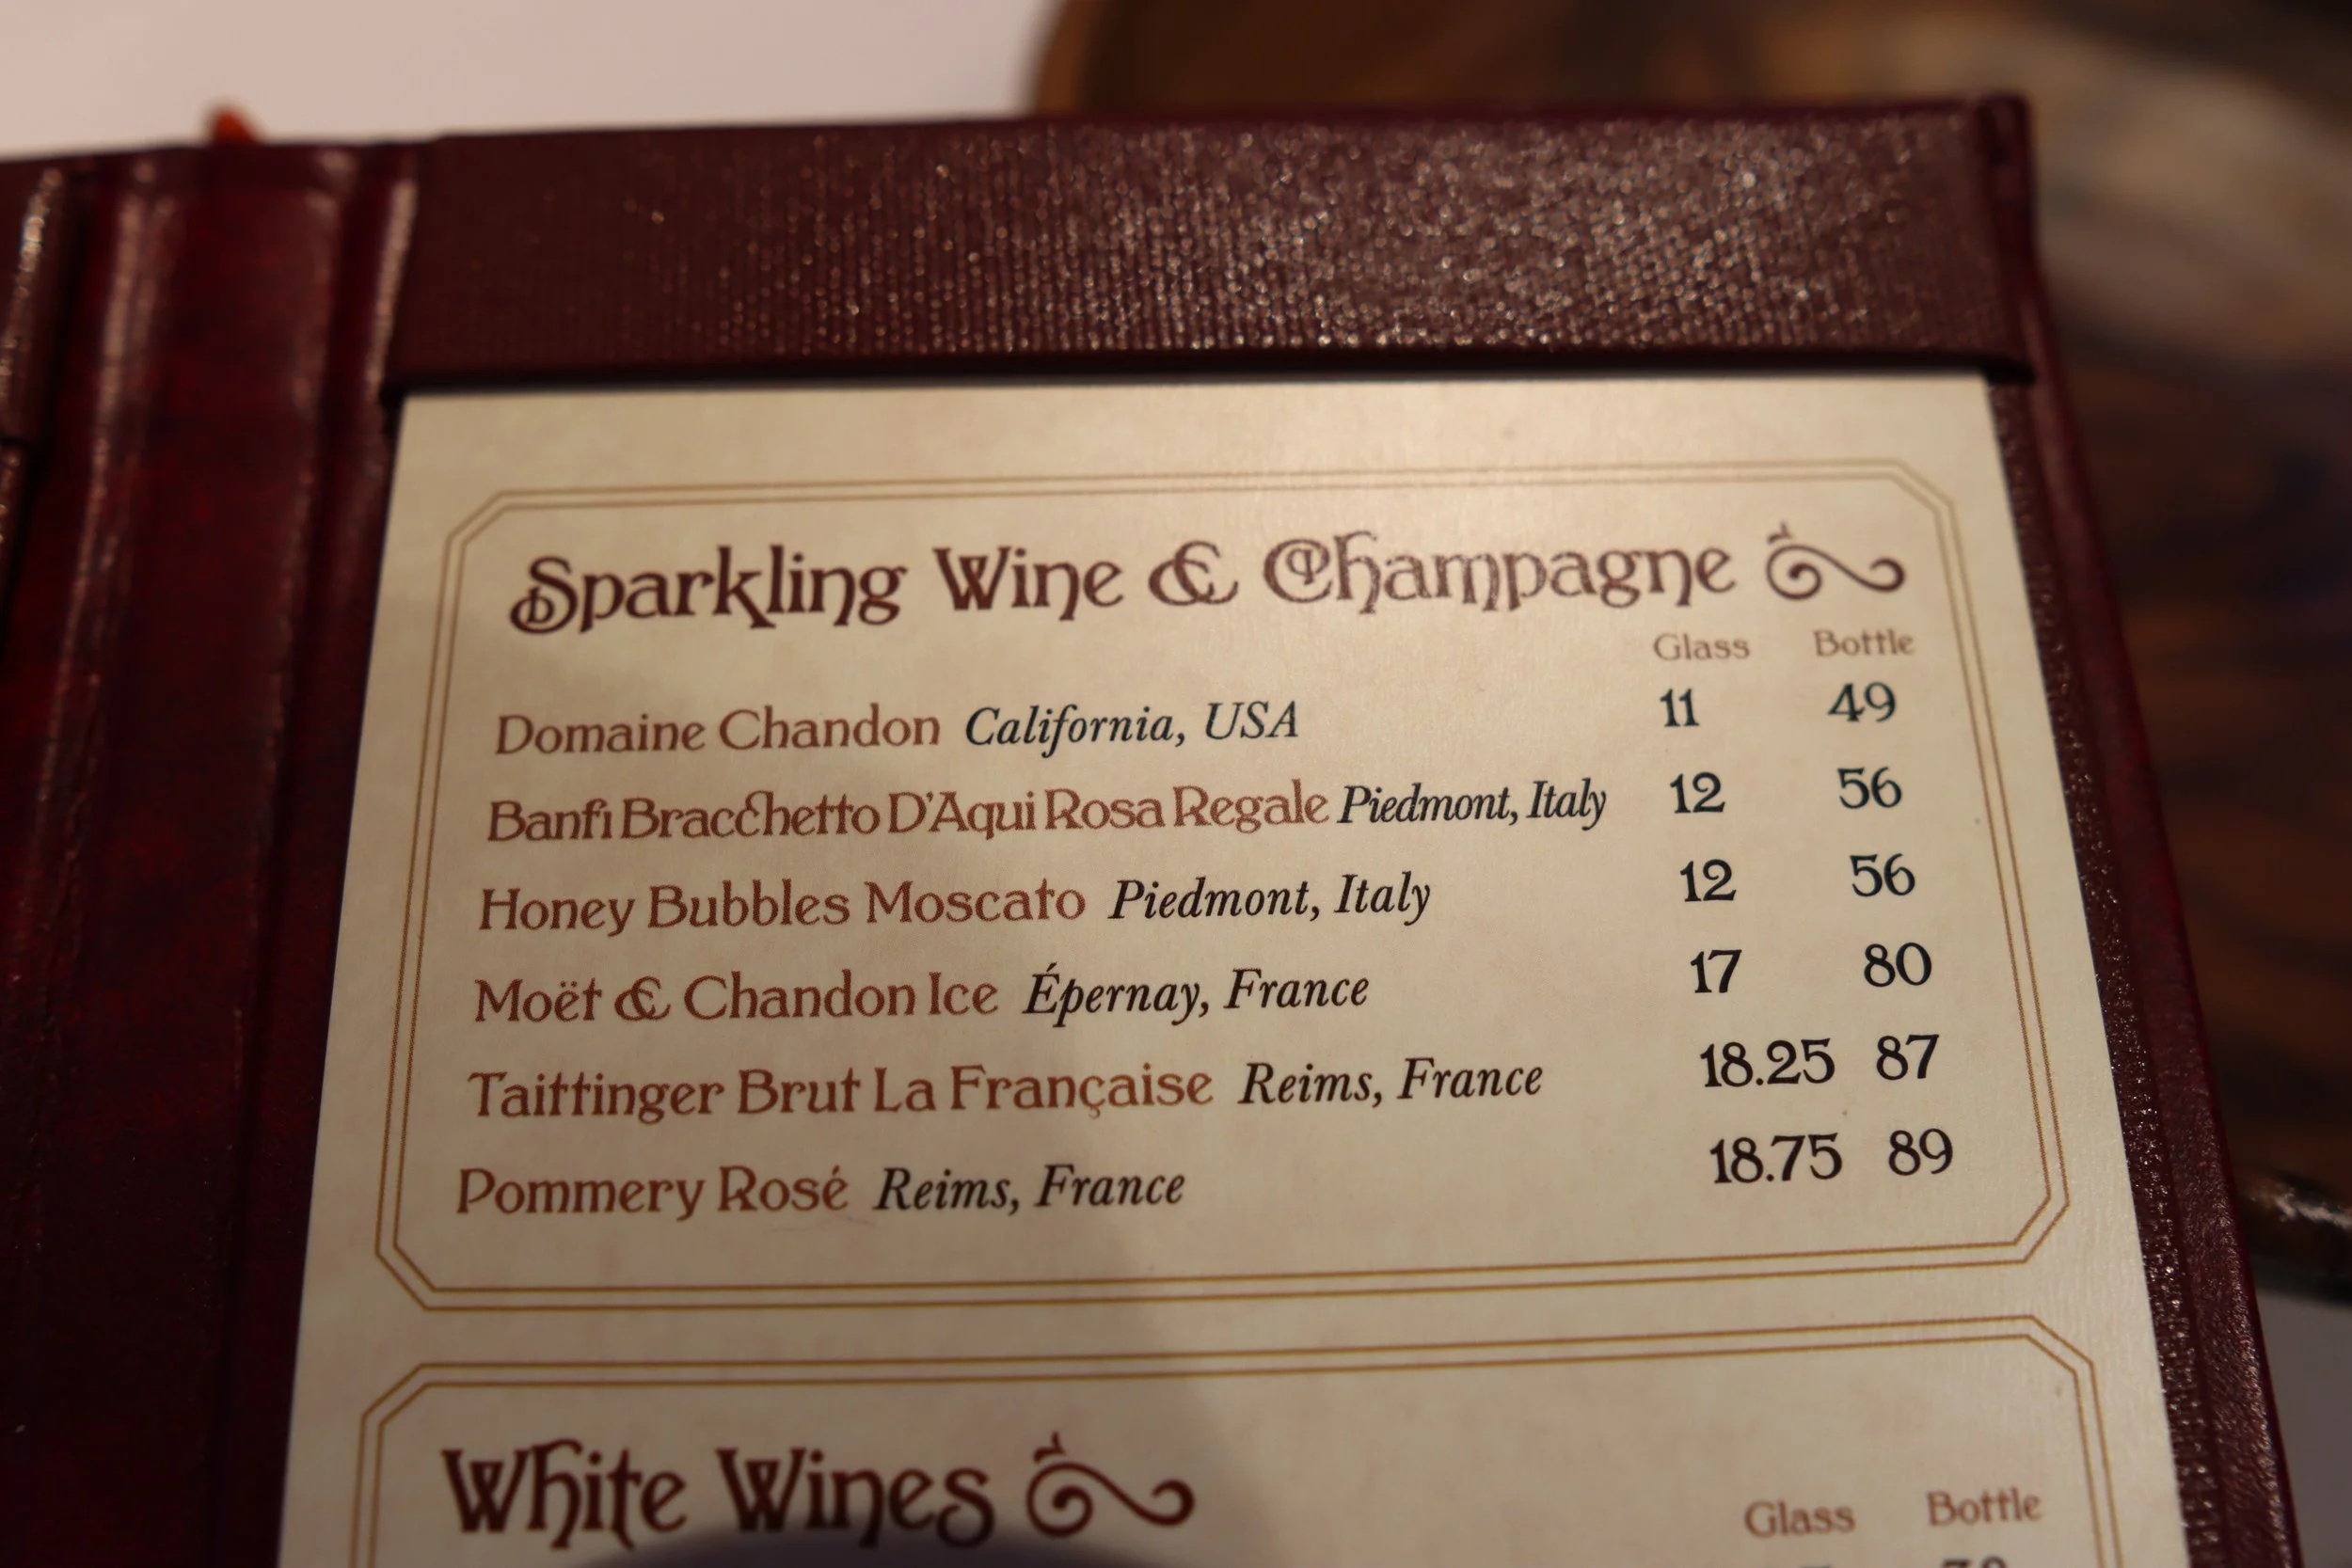 Sparkling Wine & Champagne
Glass Bottle
Domaine Chandon California, USA 11 49
Banfi Bracchetto D'Aqui Rosa Regale Piedmont, Italy 12 56
Honey Bubbles Moscato Piedmont, Italy 12 56
Moët & Chandon Ice Épernay, France 17 80
Taittinger Brut La Française Reims, France 18.25 87
Pommery Rosé Reims, France 18.75 89
White Wines
Glass Bottle